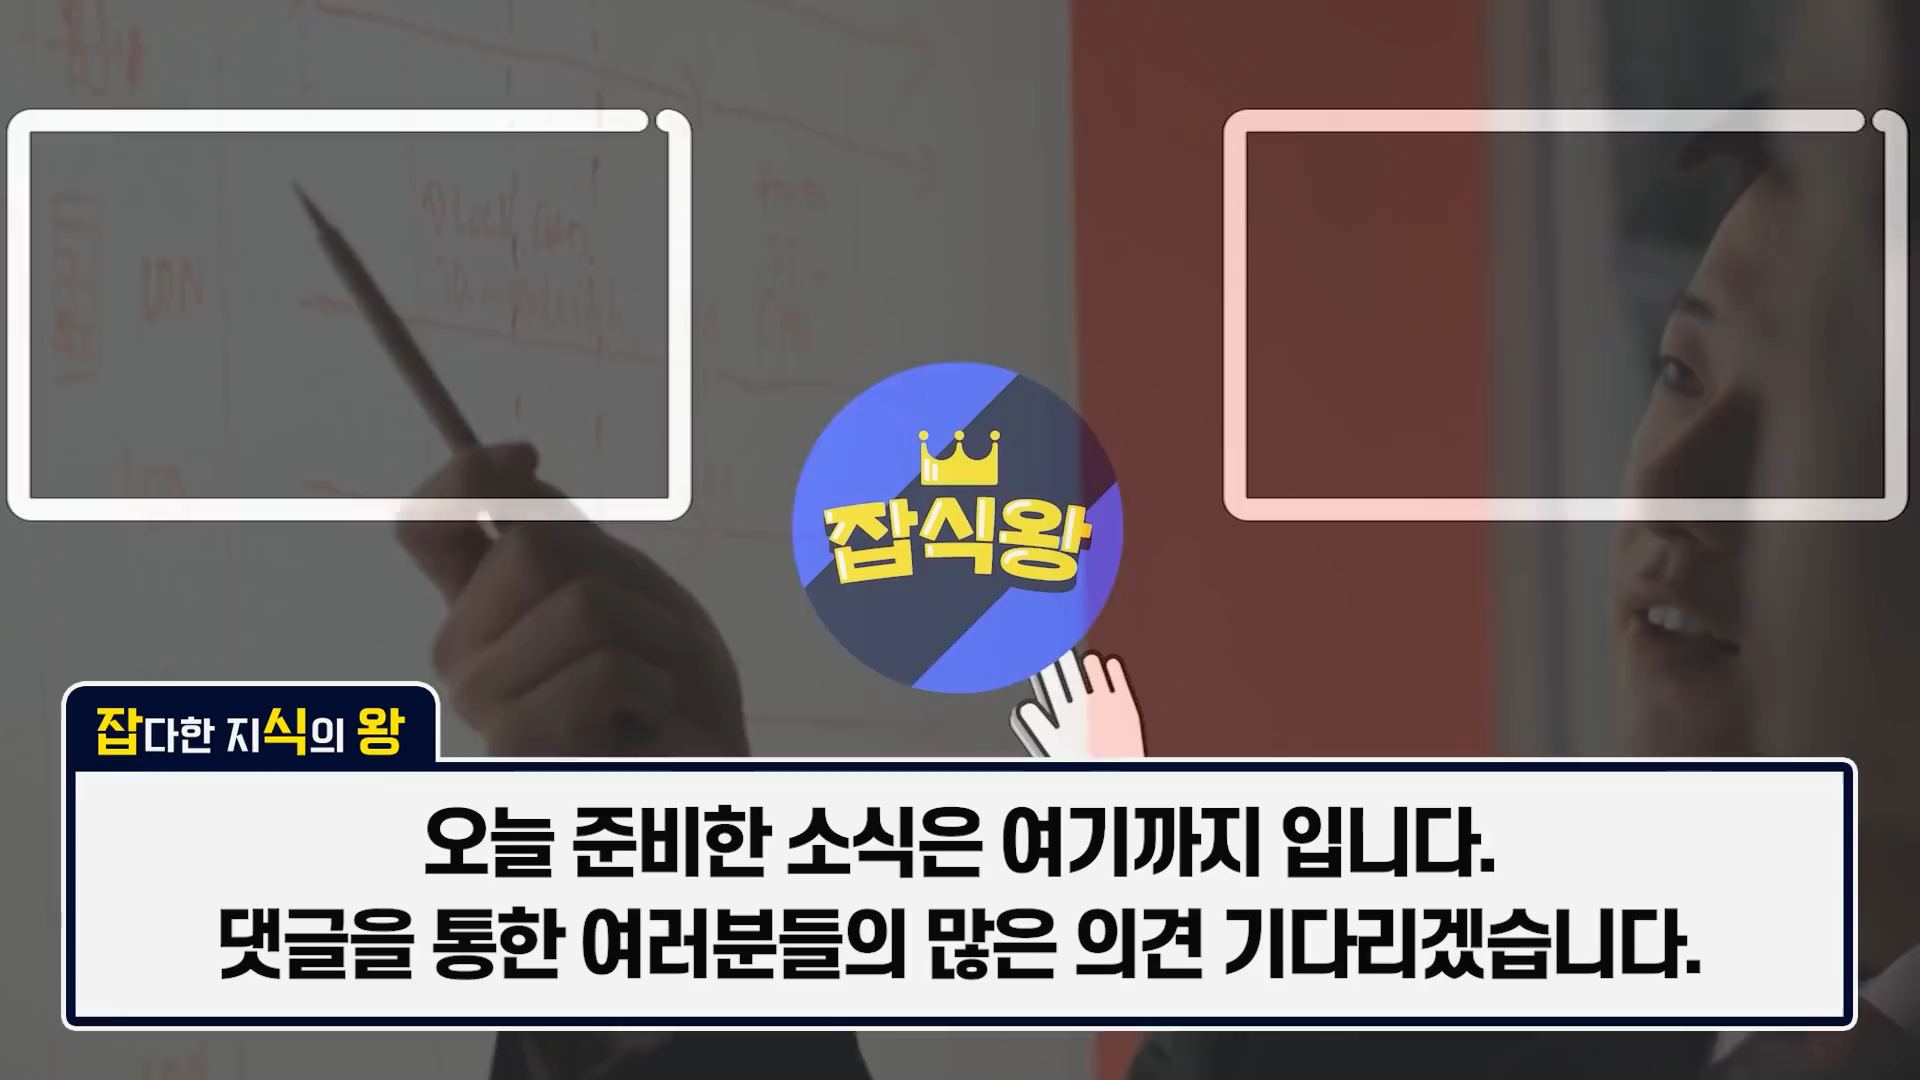 잡식왕
잡다한 지식의 왕
오늘 준비한 소식은 여기까지 입니다.
댓글을 통한 여러분들의 많은 의견 기다리겠습니다.